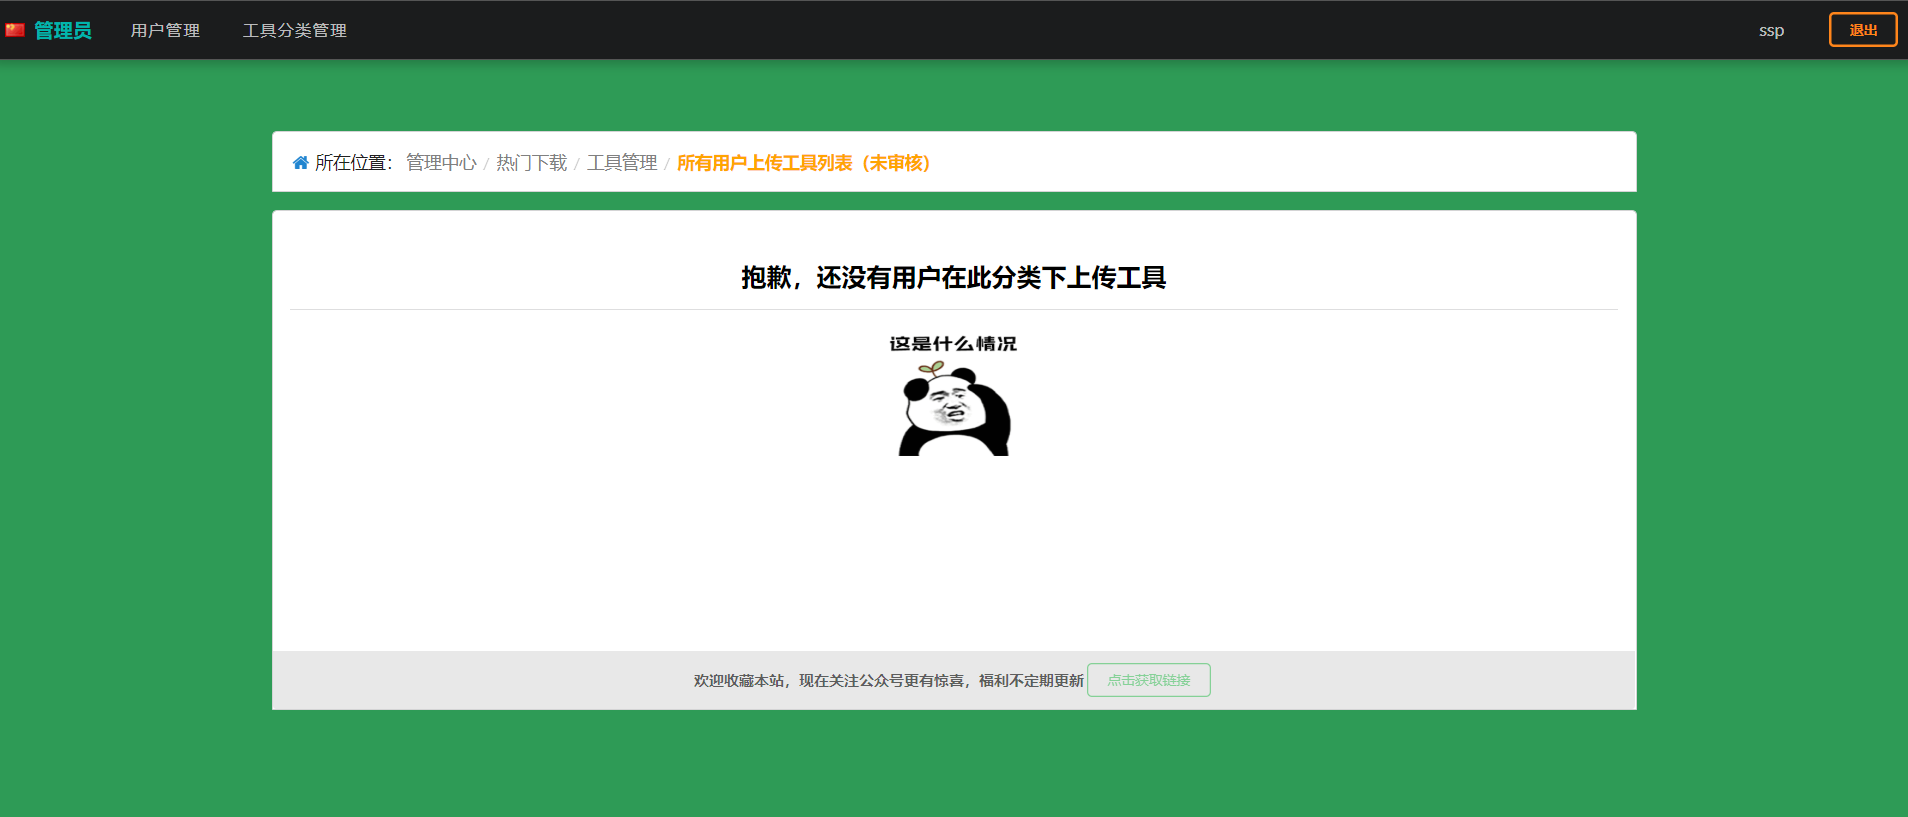 管理员 用户管理 工具分类管理 ssp 退出
所在位置： 管理中心 / 热门下载 / 工具管理 / 所有用户上传工具列表（未审核）
抱歉，还没有用户在此分类下上传工具
这是什么情况
欢迎收藏本站，现在关注公众号更有惊喜，福利不定期更新 点击获取链接